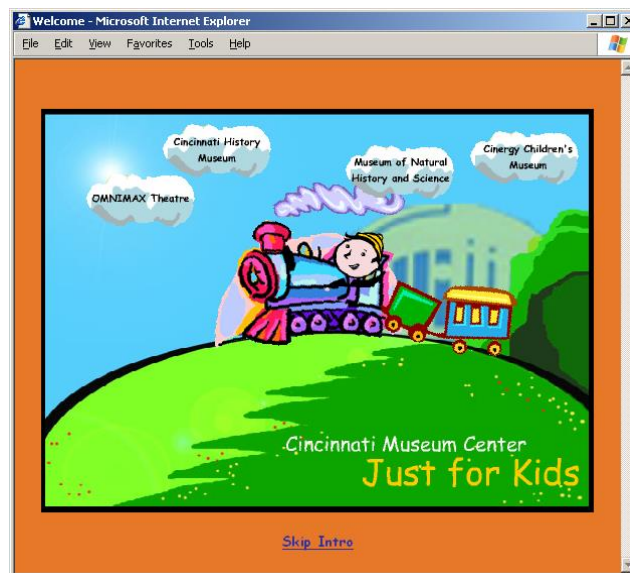 Welcome - Microsoft Internet Explorer
File Edit View Favorites Tools Help
Cincinnati History
Museum
Cinergy Children's
Museum
Museum of Natural
History and Science
OMNIMAX Theatre
Cincinnati Museum Center
Just for Kids
Skip Intro